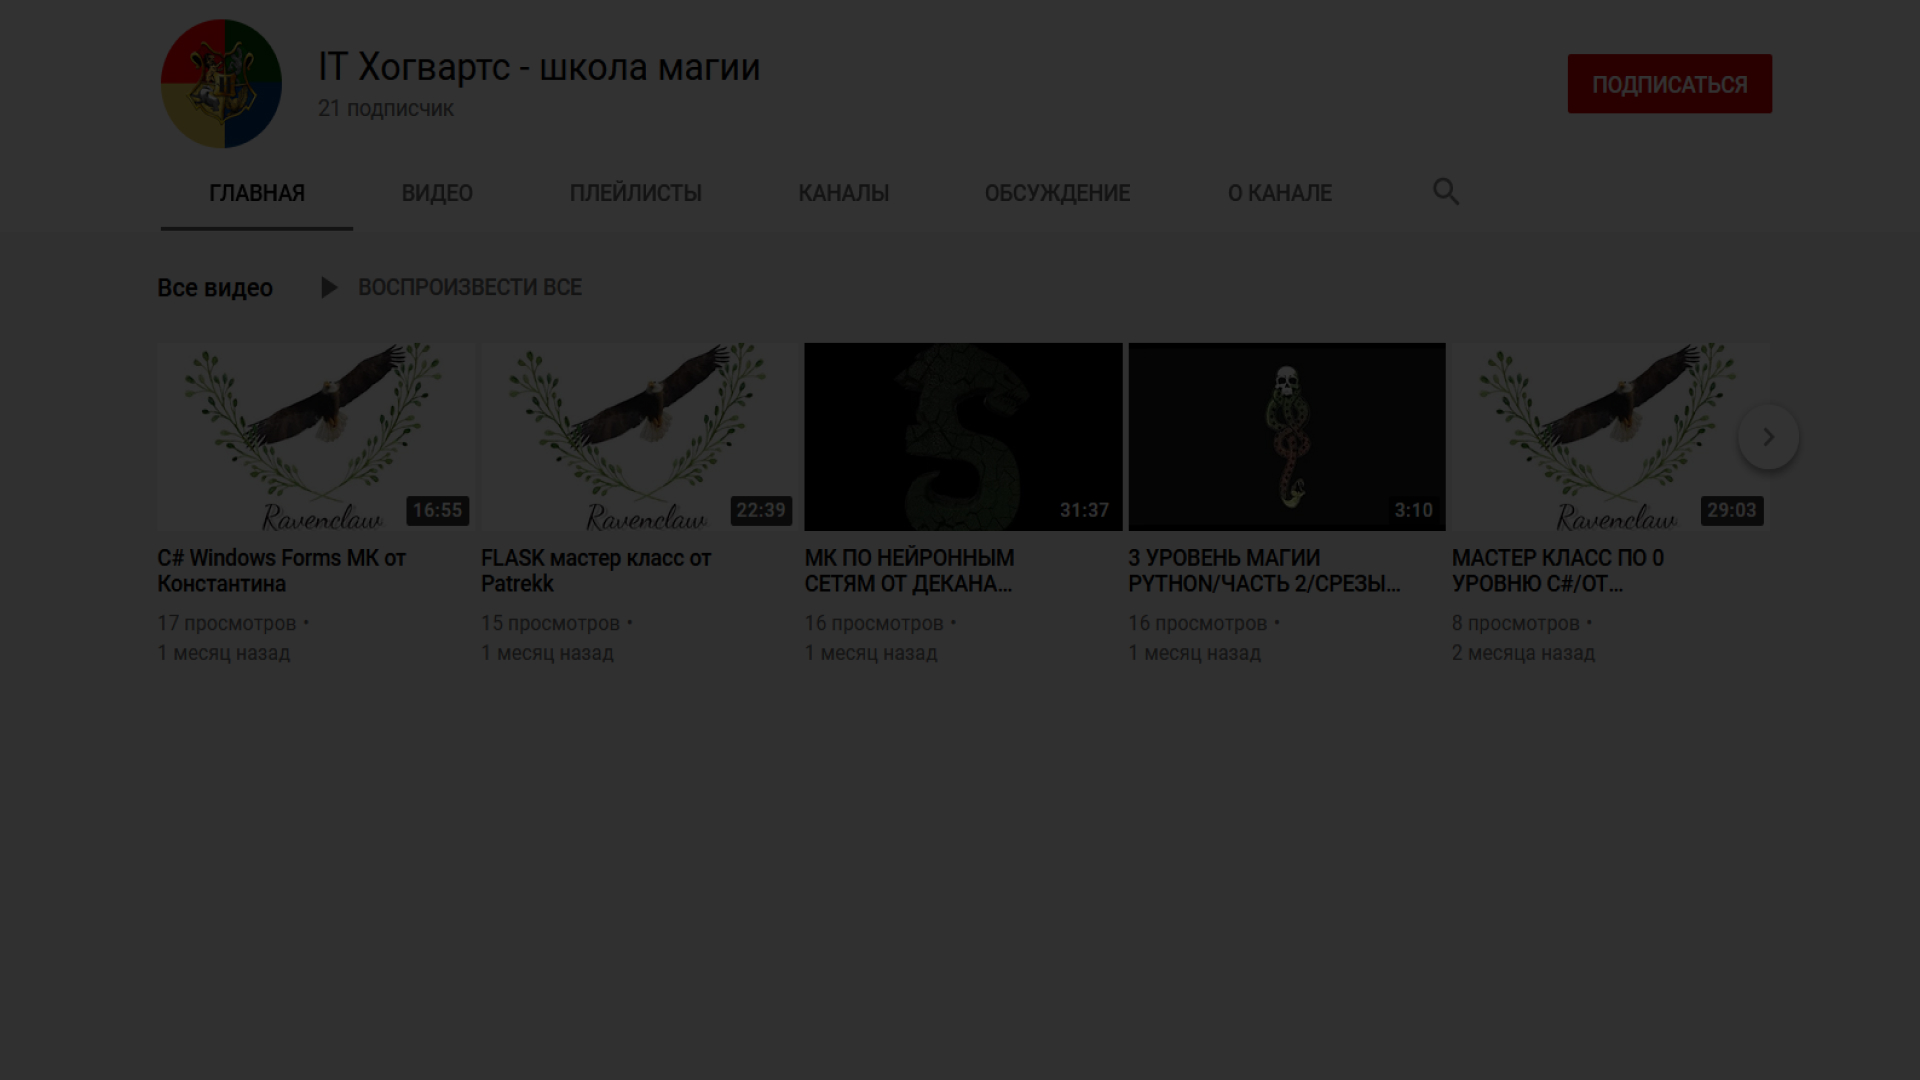 IT Хогвартс - школа магии
21 подписчик
ПОДПИСАТЬСЯ
ГЛАВНАЯ ВИДЕО ПЛЕЙЛИСТЫ КАНАЛЫ ОБСУЖДЕНИЕ О КАНАЛЕ
Все видео ВОСПРОИЗВЕСТИ ВСЕ
Ravenclaw 16:55
C# Windows Forms МК от
Константина
17 просмотров •
1 месяц назад
Ravenclaw 22:39
FLASK мастер класс от
Patrekk
15 просмотров •
1 месяц назад
31:37
МК ПО НЕЙРОННЫМ
СЕТЯМ ОТ ДЕКАНА...
16 просмотров •
1 месяц назад
3:10
3 УРОВЕНЬ МАГИИ
PYTHON/ЧАСТЬ 2/СРЕЗЫ...
16 просмотров •
1 месяц назад
Ravenclaw 29:03
МАСТЕР КЛАСС ПО 0
УРОВНЮ C#/ОТ...
8 просмотров •
2 месяца назад